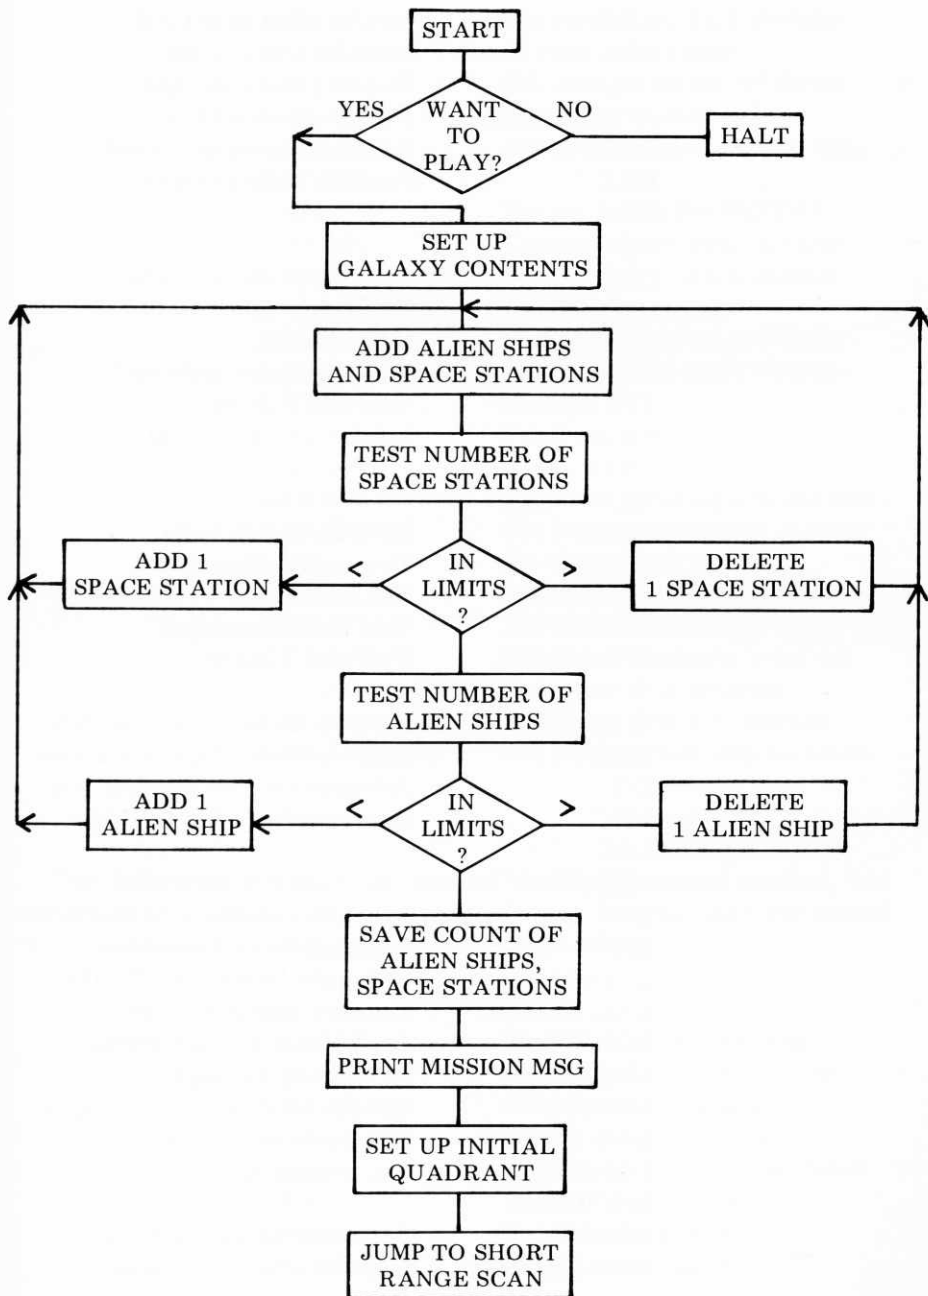 START
YES WANT NO
TO
PLAY?
HALT
SET UP
GALAXY CONTENTS
ADD ALIEN SHIPS
AND SPACE STATIONS
TEST NUMBER OF
SPACE STATIONS
ADD 1
SPACE STATION
<
IN
LIMITS
?
>
DELETE
1 SPACE STATION
TEST NUMBER OF
ALIEN SHIPS
ADD 1
ALIEN SHIP
<
IN
LIMITS
?
>
DELETE
1 ALIEN SHIP
SAVE COUNT OF
ALIEN SHIPS,
SPACE STATIONS
PRINT MISSION MSG
SET UP INITIAL
QUADRANT
JUMP TO SHORT
RANGE SCAN